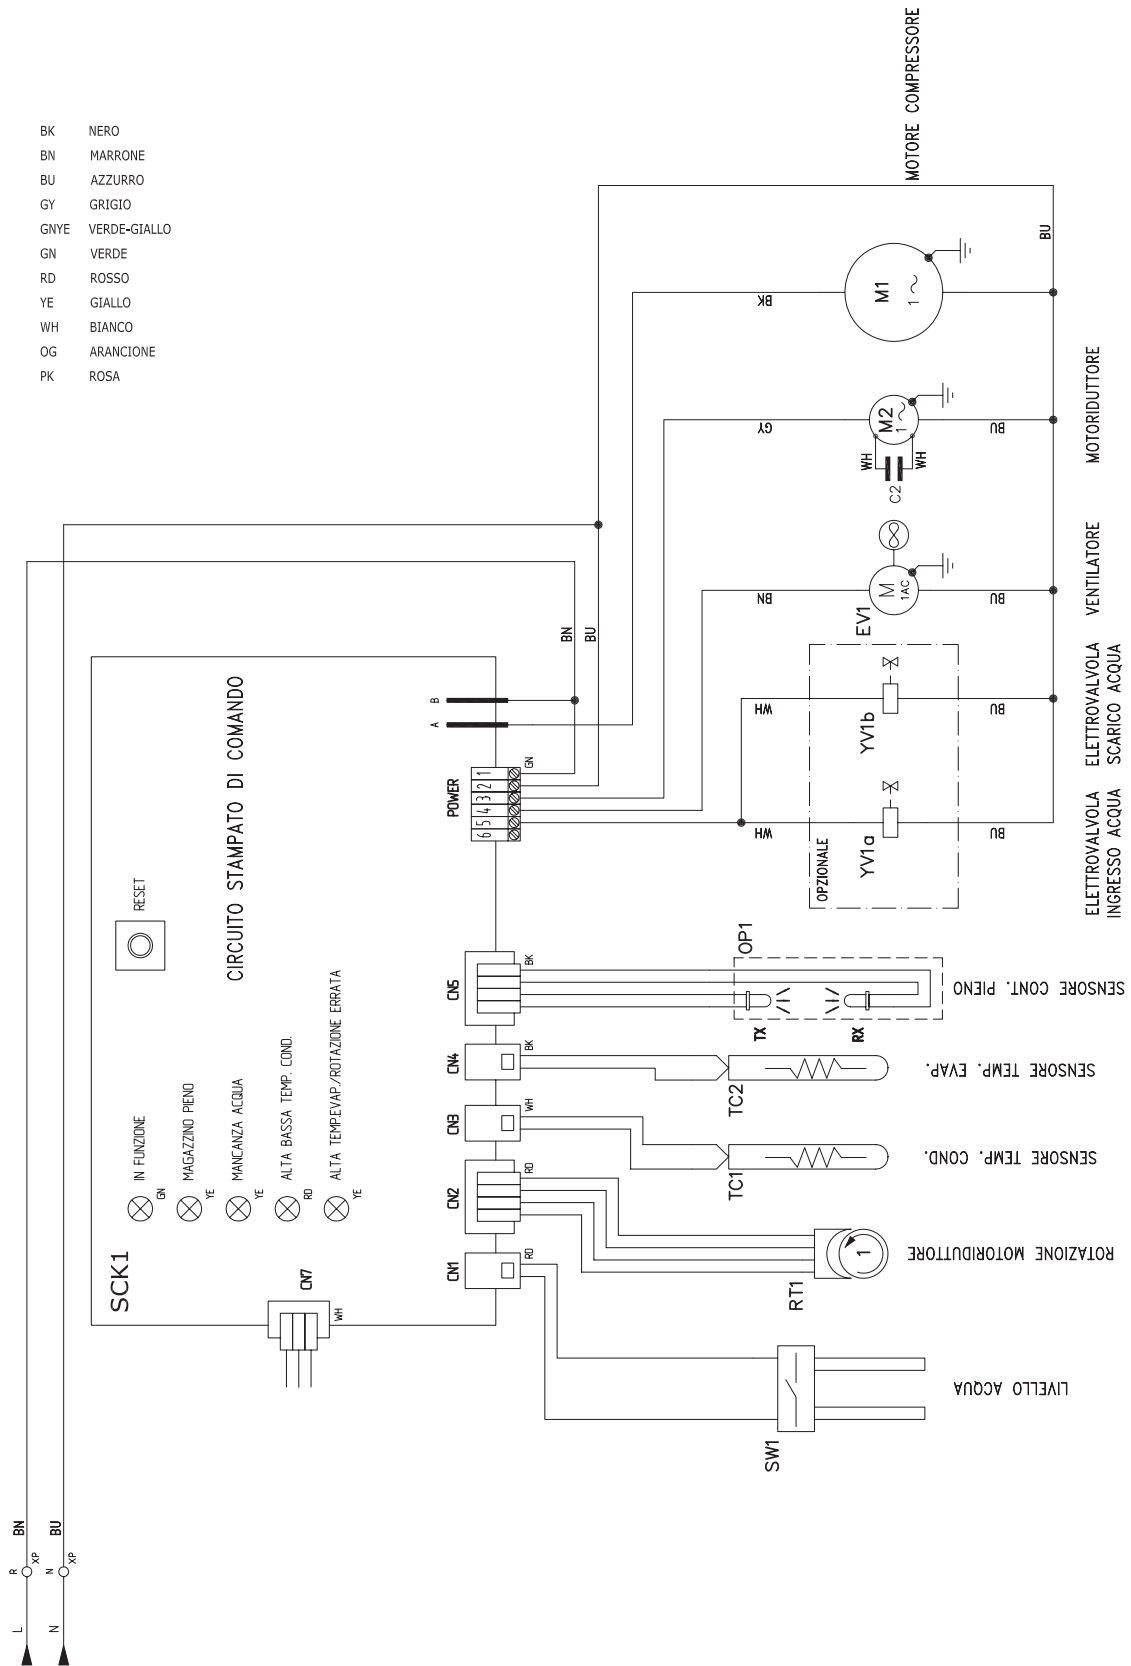 BK NERO
BN MARRONE
BU AZZURRO
GY GRIGIO
GNYE VERDE-GIALLO
GN VERDE
RD ROSSO
YE GIALLO
WH BIANCO
OG ARANCIONE
PK ROSA
L
R
XP
BN
N
N
XP
BU
SCK1
CIRCUITO STAMPATO DI COMANDO
RESET
IN FUNZIONE
GN
MAGAZZINO PIENO
YE
MANCANZA ACQUA
YE
ALTA BASSA TEMP. COND.
RD
ALTA TEMP.EVAP./ROTAZIONE ERRATA
YE
CN7
WH
CN1
RD
CN2
RD
CN3
WH
CN4
BK
CN5
BK
POWER
6 5 4 3 2 1
GN
A
B
BN
BU
SW1
LIVELLO ACQUA
RT1
1
ROTAZIONE MOTORIDUTTORE
TC1
SENSORE TEMP. COND.
TC2
SENSORE TEMP. EVAP.
OP1
TX
RX
SENSORE CONT. PIENO
OPZIONALE
WH
YV1a
BU
ELETTROVALVOLA
INGRESSO ACQUA
WH
YV1b
BU
ELETTROVALVOLA
SCARICO ACQUA
BN
EV1
M
1AC
BU
VENTILATORE
GY
M2
1
WH
WH
C2
BU
MOTORIDUTTORE
BK
M1
1
BU
MOTORE COMPRESSORE